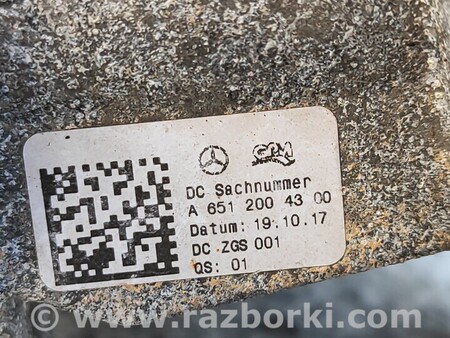 DC Sachnummer
A 651 200 43 00
Datum: 19.10.17
DC.ZGS 001
QS: 01
www.razborki.com